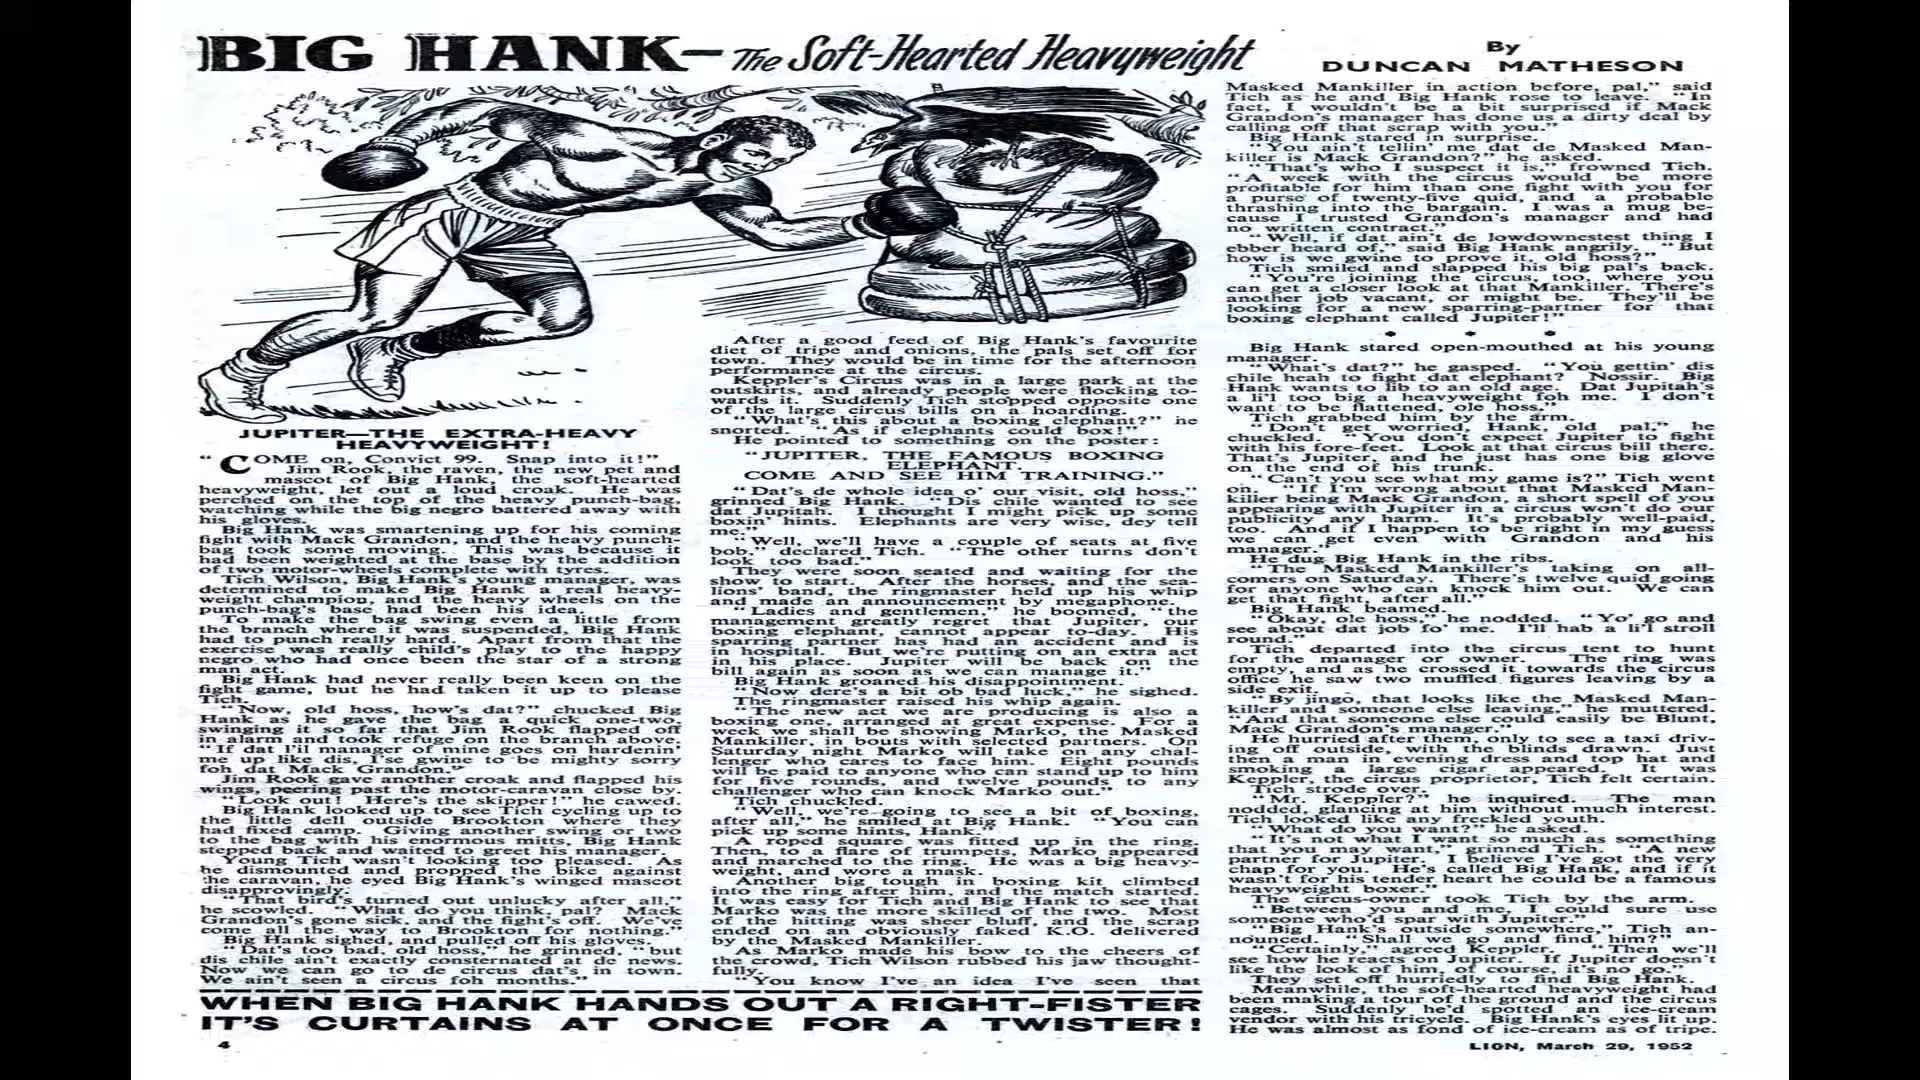 BIG HANK—The Soft-Hearted Heavyweight
By
DUNCAN MATHESON
JUPITER—THE EXTRA-HEAVY
HEAVYWEIGHT!
"COME on, Convict 99. Snap into it!"
Jim Rook, the raven, the new pet and
mascot of Big Hank, the soft-hearted
heavyweight, let out a loud croak. He was
perched on the top of the heavy punch-bag,
watching while the big negro battered away with
his gloves.
Big Hank was smartening up for his coming
fight with Mack Grandon, and the heavy punch-
bag took some moving. This was because it
had been weighted at the base by the addition
of two motor-wheels complete with tyres.
Tich Wilson, Big Hank's young manager, was
determined to make Big Hank a real heavy-
weight champion, and the heavy wheels on the
punch-bag's base had been his idea.
To make the bag swing even a little from
the branch where it was suspended, Big Hank
had to punch really hard. Apart from that the
exercise was really child's play to the happy
negro who had once been the star of a strong
man act.
Big Hank had never really been keen on the
fight game, but he had taken it up to please
Tich.
"Now, old hoss, how's dat?" chucked Big
Hank as he gave the bag a quick one-two,
swinging it so far that Jim Rook flapped off
in alarm and took refuge on the branch above.
"If dat l'il manager of mine goes on hardenin'
me up like dis, I'se gwine to be mighty sorry
foh dat Mack Grandon."
Jim Rook gave another croak and flapped his
wings, peering past the motor-caravan close by.
"Look out! Here's the skipper!" he cawed.
Big Hank looked up to see Tich cycling up to
the little dell outside Brookton where they
had fixed camp. Giving another swing or two
to the bag with his enormous mitts, Big Hank
stepped back and waited to greet his manager.
Young Tich wasn't looking too pleased. As
he dismounted and propped the bike against
the caravan, he eyed Big Hank's winged mascot
disapprovingly.
"That bird's turned out unlucky after all,"
he scowled. "What do you think, pal? Mack
Grandon's gone sick, and the fight's off. We've
come all the way to Brookton for nothing."
Big Hank sighed, and pulled off his gloves.
"Dat's too bad, old hoss," he grinned, "but
dis chile ain't exactly consternated at de news.
Now we can go to de circus dat's in town.
We ain't seen a circus foh months."
After a good feed of Big Hank's favourite
diet of tripe and onions, the pals set off for
town. They would be in time for the afternoon
performance at the circus.
Keppler's Circus was in a large park at the
outskirts, and already people were flocking to-
wards it. Suddenly Tich stopped opposite one
of the large circus bills on a hoarding.
"What's this about a boxing elephant?" he
snorted. "As if elephants could box!"
He pointed to something on the poster:
"JUPITER, THE FAMOUS BOXING
ELEPHANT.
COME AND SEE HIM TRAINING."
"Dat's de whole idea o' our visit, old hoss,"
grinned Big Hank. "Dis chile wanted to see
dat Jupitah. I thought I might pick up some
boxin' hints. Elephants are very wise, dey tell
me."
"Well, we'll have a couple of seats at five
bob," declared Tich. "The other turns don't
look too bad."
They were soon seated and waiting for the
show to start. After the horses, and the sea-
lions' band, the ringmaster held up his whip
and made an announcement by megaphone.
"Ladies and gentlemen," he boomed, "the
management greatly regret that Jupiter, our
boxing elephant, cannot appear to-day. His
sparring partner has had an accident and is
in hospital. But we're putting on an extra act
in his place. Jupiter will be back on the
bill again as soon as we can manage it."
Big Hank groaned his disappointment.
"Now dere's a bit ob bad luck," he sighed.
The ringmaster raised his whip again.
"The new act we are producing is also a
boxing one, arranged at great expense. For a
week we shall be showing Marko, the Masked
Mankiller, in bouts with selected partners. On
Saturday night Marko will take on any chal-
lenger who cares to face him. Eight pounds
will be paid to anyone who can stand up to him
for five rounds, and twelve pounds to any
challenger who can knock Marko out."
Tich chuckled.
"Well, we're going to see a bit of boxing,
after all," he smiled at Big Hank. "You can
pick up some hints, Hank."
A roped square was fitted up in the ring.
Then, to a flare of trumpets, Marko appeared
and marched to the ring. He was a big heavy-
weight, and wore a mask.
Another big tough in boxing kit climbed
into the ring after him, and the match started.
It was easy for Tich and Big Hank to see that
Marko was the more skilled of the two. Most
of the hitting was sheer bluff, and the scrap
ended on an obviously faked K.O. delivered
by the Masked Mankiller.
As Marko made his bow to the cheers of
the crowd, Tich Wilson rubbed his jaw thought-
fully.
"You know I've an idea I've seen that
Masked Mankiller in action before, pal," said
Tich as he and Big Hank rose to leave. "In
fact, I wouldn't be a bit surprised if Mack
Grandon's manager has done us a dirty deal by
calling off that scrap with you."
Big Hank stared in surprise.
"You ain't tellin' me dat de Masked Man-
killer is Mack Grandon?" he asked.
"That's who I suspect it is," frowned Tich.
"A week with the circus would be more
profitable for him than one fight with you for
a purse of twenty-five quid, and a probable
thrashing into the bargain. I was a mug be-
cause I trusted Grandon's manager and had
no written contract."
"Well, if dat ain't de lowdownestest thing I
ebber heard of," said Big Hank angrily. "But
how is we gwine to prove it, old hoss?"
Tich smiled and slapped his big pal's back.
"You're joining the circus, too, where you
can get a closer look at that Mankiller. There's
another job vacant, or might be. They'll be
looking for a new sparring-partner for that
boxing elephant called Jupiter!"
* * *
Big Hank stared open-mouthed at his young
manager.
"What's dat?" he gasped. "You gettin' dis
chile heah to fight dat elephant? Nossir. Big
Hank wants to lib to an old age. Dat Jupitah's
a li'l too big a heavyweight foh me. I don't
want to be flattened, ole hoss."
Tich grabbed him by the arm.
"Don't get worried, Hank, old pal," he
chuckled. "You don't expect Jupiter to fight
with his fore-feet. Look at that circus bill there.
That's Jupiter, and he just has one big glove
on the end of his trunk.
"Can't you see what my game is?" Tich went
on. "If I'm wrong about that Masked Man-
killer being Mack Grandon, a short spell of you
appearing with Jupiter in a circus won't do our
publicity any harm. It's probably well-paid,
too. And if I happen to be right in my guess
we can get even with Grandon and his
manager."
He dug Big Hank in the ribs.
"The Masked Mankiller's taking on all-
comers on Saturday. There's twelve quid going
for anyone who can knock him out. We can
get that fight, after all."
Big Hank beamed.
"Okay, ole hoss," he nodded. "Yo' go and
see about dat job fo' me. I'll hab a li'l stroll
round."
Tich departed into the circus tent to hunt
for the manager or owner. The ring was
empty, and as he crossed it towards the circus
office he saw two muffled figures leaving by a
side exit.
"By jingo, that looks like the Masked Man-
killer and someone else leaving," he muttered.
"And that someone else could easily be Blunt,
Mack Grandon's manager."
He hurried after them, only to see a taxi driv-
ing off outside, with the blinds drawn. Just
then a man in evening dress and top hat and
smoking a large cigar appeared. It was
Keppler, the circus proprietor, Tich felt certain.
Tich strode over.
"Mr. Keppler?" he inquired. The man
nodded, glancing at him without much interest.
Tich looked like any freckled youth.
"What do you want?" he asked.
"It's not what I want so much as something
that you may want," grinned Tich. "A new
partner for Jupiter. I believe I've got the very
chap for you. He's called Big Hank, and if it
wasn't for his tender heart he could be a famous
heavyweight boxer."
The circus-owner took Tich by the arm.
"Between you and me, I could sure use
someone who'd spar with Jupiter."
"Big Hank's outside somewhere," Tich an-
nounced. "Shall we go and find him?"
"Certainly," agreed Keppler. "Then we'll
see how he reacts on Jupiter. If Jupiter doesn't
like the look of him, of course, it's no go."
They set off hurriedly to find Big Hank.
Meanwhile, the soft-hearted heavyweight had
been making a tour of the ground and the circus
cages. Suddenly he'd spotted an ice-cream
vendor with his tricycle. Big Hank's eyes lit up.
He was almost as fond of ice-cream as of tripe.
WHEN BIG HANK HANDS OUT A RIGHT-FISTER
IT'S CURTAINS AT ONCE FOR A TWISTER!
4
LION, March 29, 1952